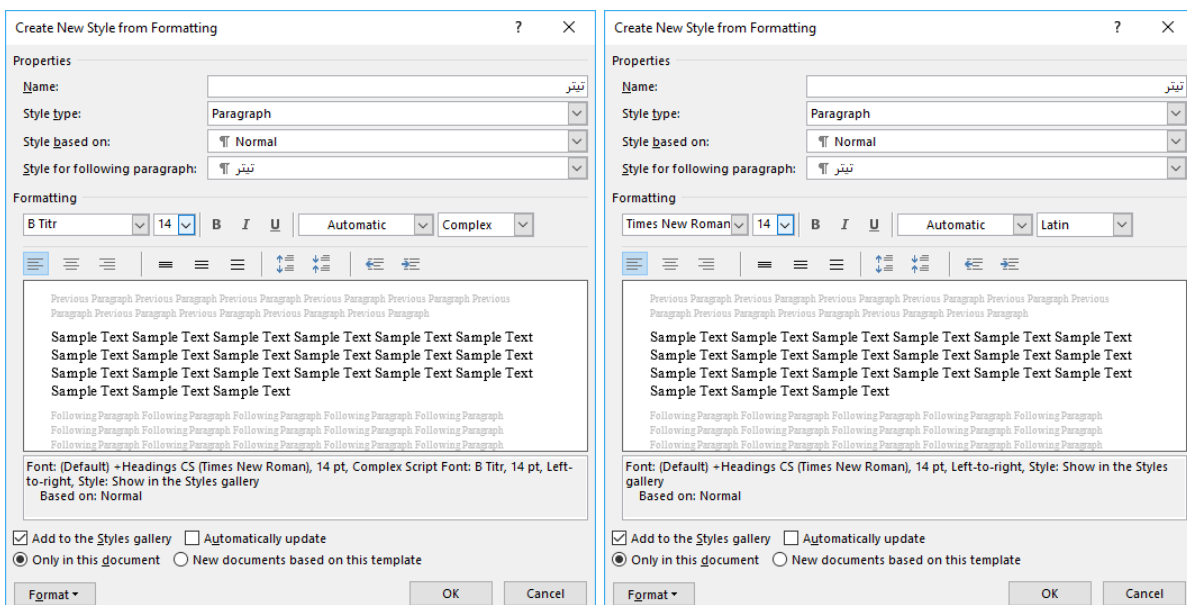 Create New Style from Formatting ? ×
Properties
Name: تیتر
Style type: Paragraph
Style based on: ¶ Normal
Style for following paragraph: ¶ تیتر
Formatting
B Titr 14 B I U Automatic Complex
Previous Paragraph Previous Paragraph Previous Paragraph Previous Paragraph Previous Paragraph Previous
Paragraph Previous Paragraph Previous Paragraph Previous Paragraph Previous Paragraph
Sample Text Sample Text Sample Text Sample Text Sample Text Sample Text
Sample Text Sample Text Sample Text Sample Text Sample Text Sample Text
Sample Text Sample Text Sample Text Sample Text Sample Text Sample Text
Sample Text Sample Text Sample Text
Following Paragraph Following Paragraph Following Paragraph Following Paragraph Following Paragraph
Following Paragraph Following Paragraph Following Paragraph Following Paragraph Following Paragraph
Following Paragraph Following Paragraph Following Paragraph Following Paragraph Following Paragraph
Font: (Default) +Headings CS (Times New Roman), 14 pt, Complex Script Font: B Titr, 14 pt, Left-
to-right, Style: Show in the Styles gallery
Based on: Normal
Add to the Styles gallery Automatically update
Only in this document New documents based on this template
Format OK Cancel
Create New Style from Formatting ? ×
Properties
Name: تیتر
Style type: Paragraph
Style based on: ¶ Normal
Style for following paragraph: ¶ تیتر
Formatting
Times New Roman 14 B I U Automatic Latin
Previous Paragraph Previous Paragraph Previous Paragraph Previous Paragraph Previous Paragraph Previous
Paragraph Previous Paragraph Previous Paragraph Previous Paragraph Previous Paragraph
Sample Text Sample Text Sample Text Sample Text Sample Text Sample Text
Sample Text Sample Text Sample Text Sample Text Sample Text Sample Text
Sample Text Sample Text Sample Text Sample Text Sample Text Sample Text
Sample Text Sample Text Sample Text
Following Paragraph Following Paragraph Following Paragraph Following Paragraph Following Paragraph
Following Paragraph Following Paragraph Following Paragraph Following Paragraph Following Paragraph
Following Paragraph Following Paragraph Following Paragraph Following Paragraph Following Paragraph
Font: (Default) +Headings CS (Times New Roman), 14 pt, Left-to-right, Style: Show in the Styles
gallery
Based on: Normal
Add to the Styles gallery Automatically update
Only in this document New documents based on this template
Format OK Cancel